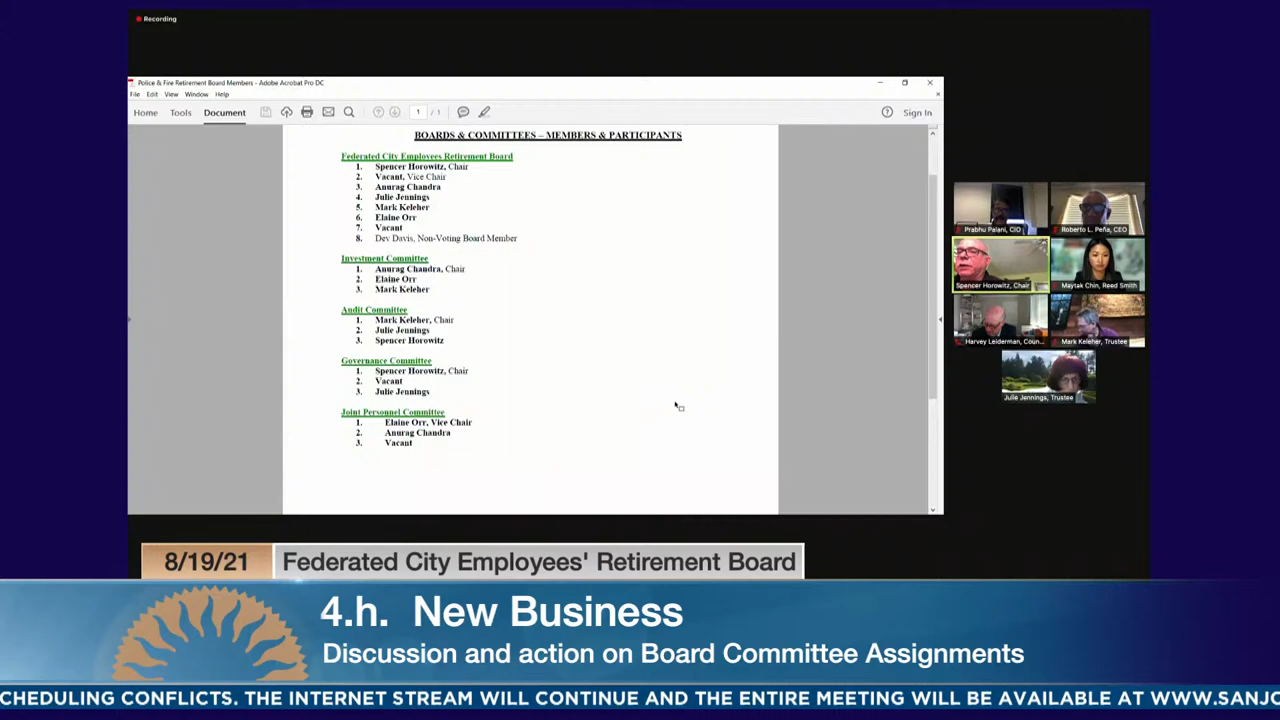 Recording
Police & Fire Retirement Board Members - Adobe Acrobat Pro DC
File Edit View Window Help
Home Tools Document 1 / 1 Sign In
BOARDS & COMMITTEES – MEMBERS & PARTICIPANTS
Federated City Employees Retirement Board
1. Spencer Horowitz, Chair
2. Vacant, Vice Chair
3. Anurag Chandra
4. Julie Jennings
5. Mark Keleher
6. Elaine Orr
7. Vacant
8. Dev Davis, Non-Voting Board Member
Investment Committee
1. Anurag Chandra, Chair
2. Elaine Orr
3. Mark Keleher
Audit Committee
1. Mark Keleher, Chair
2. Julie Jennings
3. Spencer Horowitz
Governance Committee
1. Spencer Horowitz, Chair
2. Vacant
3. Julie Jennings
Joint Personnel Committee
1. Elaine Orr, Vice Chair
2. Anurag Chandra
3. Vacant
Prabhu Palani, CIO
Roberto L. Peña, CEO
Spencer Horowitz, Chair
Maytak Chin, Reed Smith
Harvey Leiderman, Coun...
Mark Keleher, Trustee
Julie Jennings, Trustee
8/19/21 Federated City Employees' Retirement Board
4.h. New Business
Discussion and action on Board Committee Assignments
CHEDULING CONFLICTS. THE INTERNET STREAM WILL CONTINUE AND THE ENTIRE MEETING WILL BE AVAILABLE AT WWW.SANJO